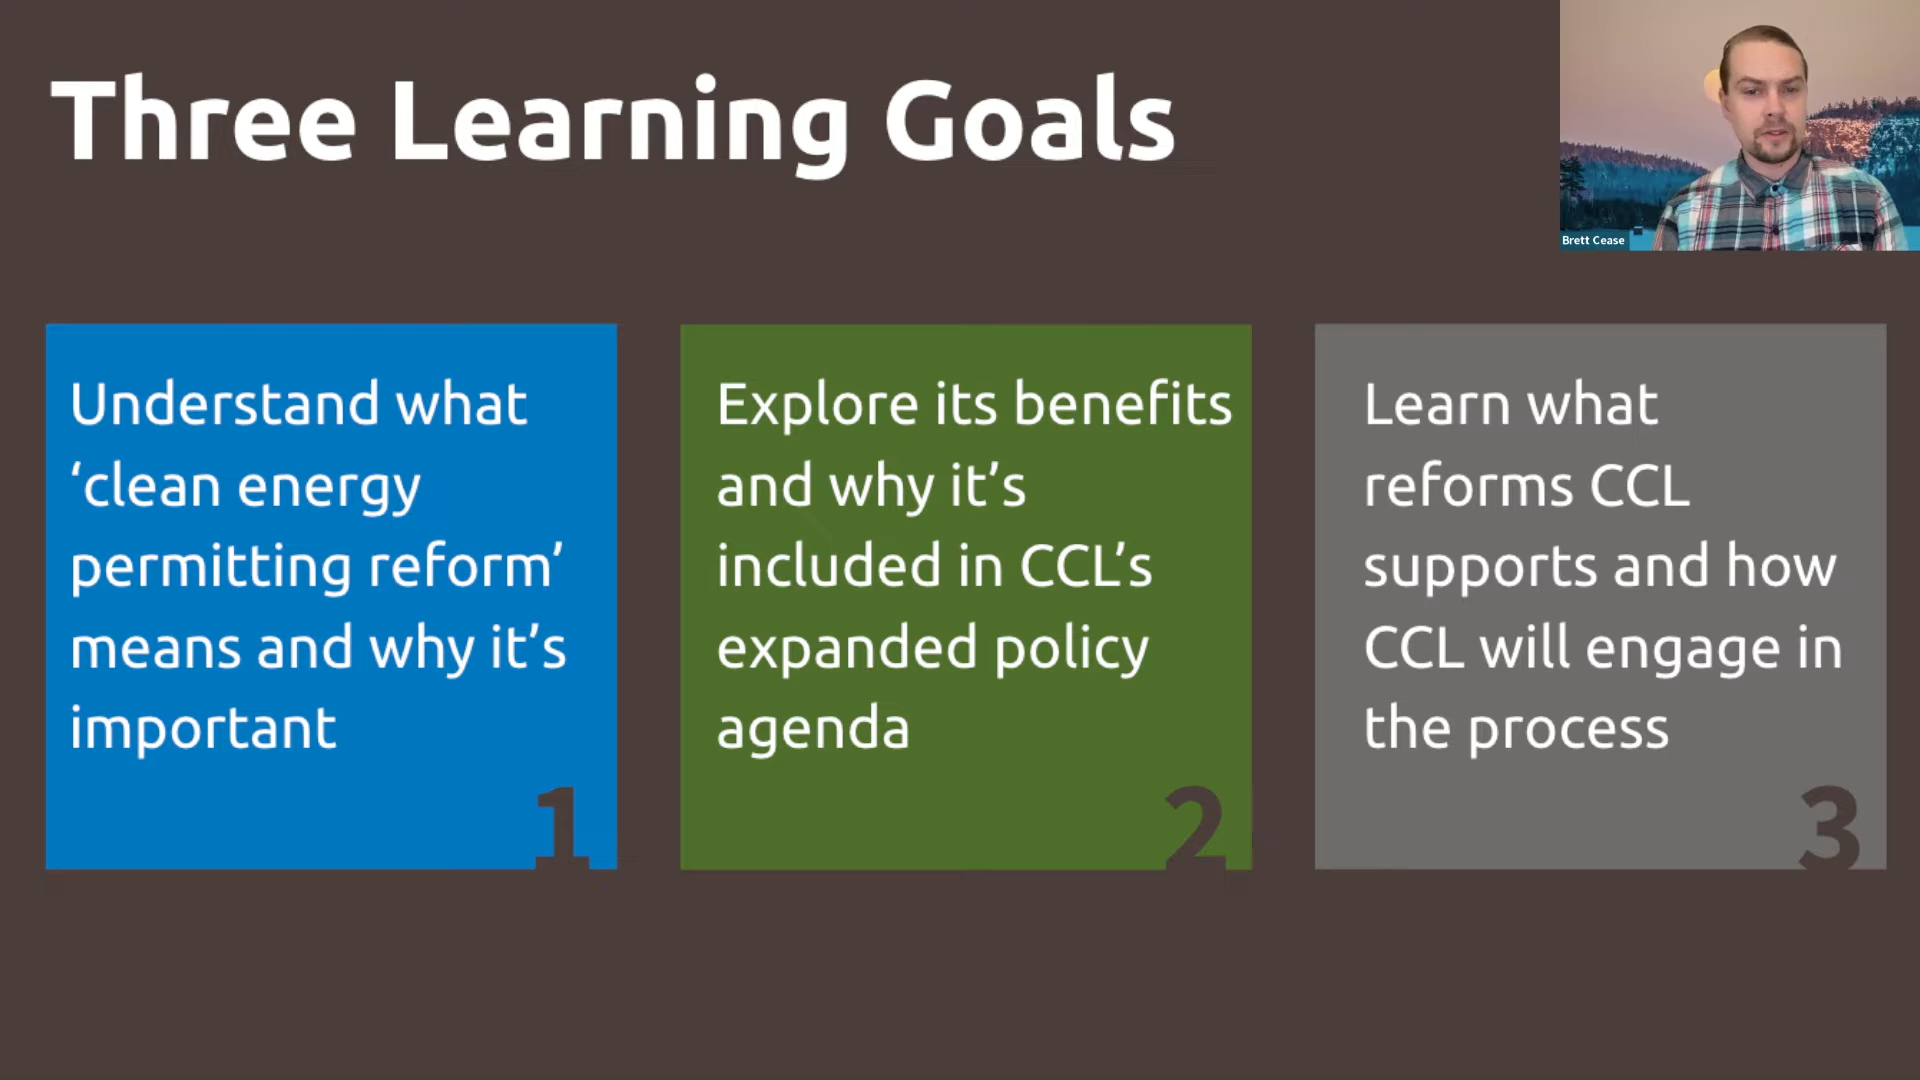 Three Learning Goals
Brett Cease
Understand what
‘clean energy
permitting reform’
means and why it’s
important
1
Explore its benefits
and why it’s
included in CCL’s
expanded policy
agenda
2
Learn what
reforms CCL
supports and how
CCL will engage in
the process
3